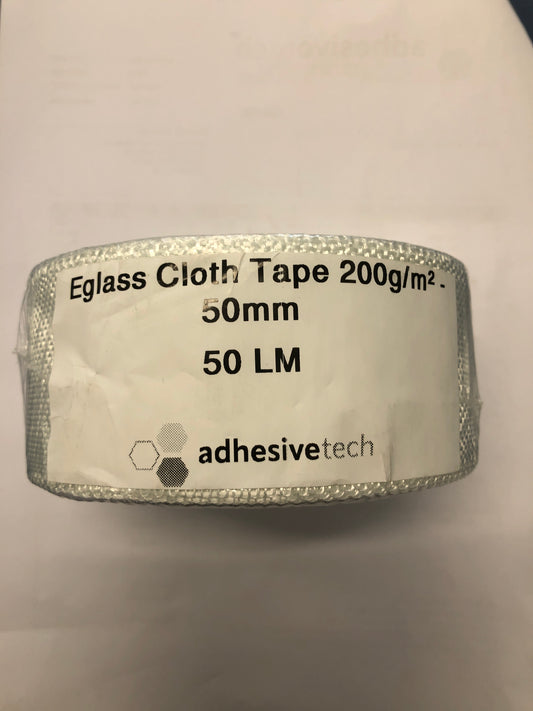 Eglass Cloth Tape 200g/m² -
50mm
50 LM
adhesivetech